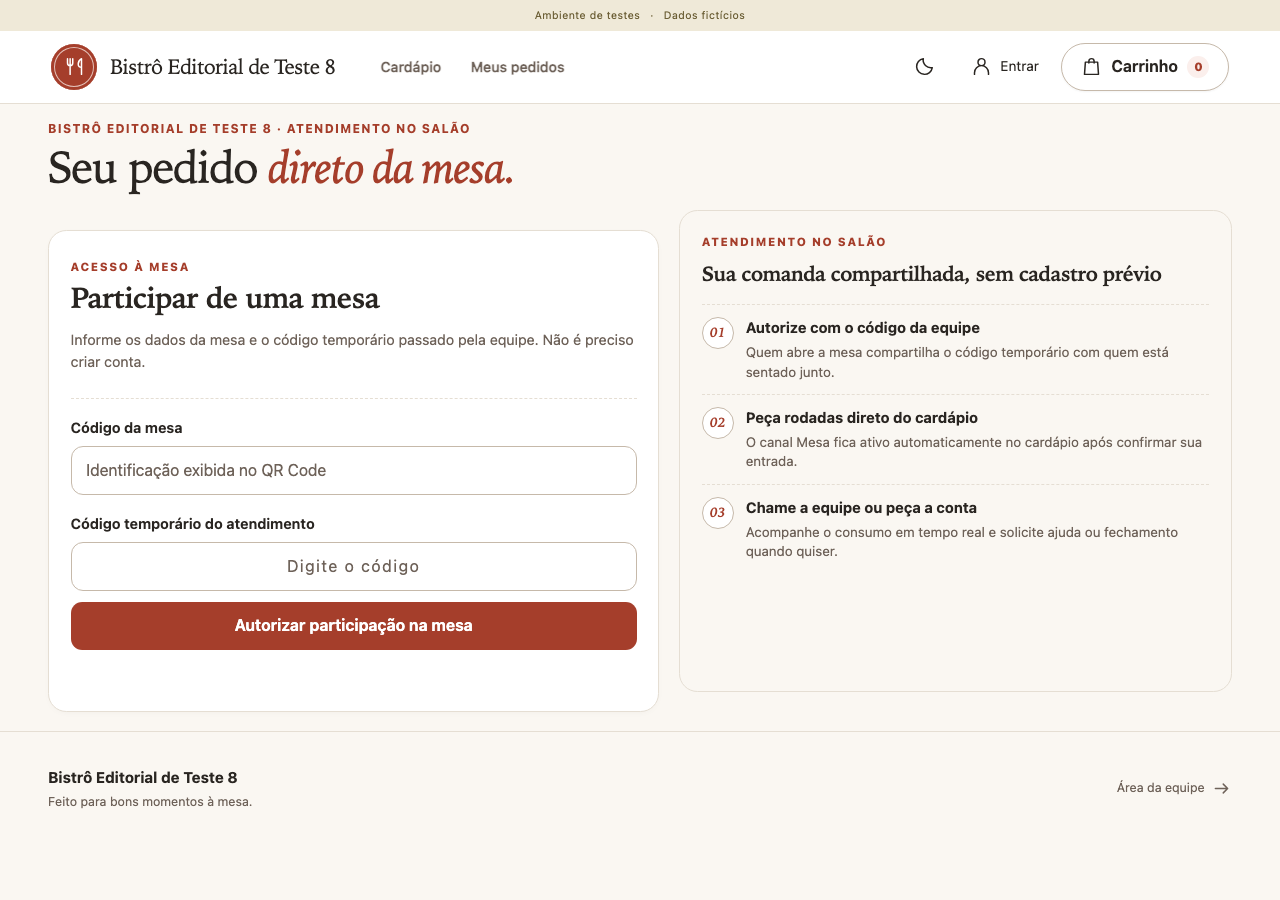 Ambiente de testes · Dados fictícios
Bistrô Editorial de Teste 8
Cardápio
Meus pedidos
Entrar
Carrinho
0
BISTRÔ EDITORIAL DE TESTE 8 · ATENDIMENTO NO SALÃO
Seu pedido direto da mesa.
ACESSO À MESA
Participar de uma mesa
Informe os dados da mesa e o código temporário passado pela equipe. Não é preciso
criar conta.
Código da mesa
Identificação exibida no QR Code
Código temporário do atendimento
Digite o código
Autorizar participação na mesa
ATENDIMENTO NO SALÃO
Sua comanda compartilhada, sem cadastro prévio
01
Autorize com o código da equipe
Quem abre a mesa compartilha o código temporário com quem está
sentado junto.
02
Peça rodadas direto do cardápio
O canal Mesa fica ativo automaticamente no cardápio após confirmar sua
entrada.
03
Chame a equipe ou peça a conta
Acompanhe o consumo em tempo real e solicite ajuda ou fechamento
quando quiser.
Bistrô Editorial de Teste 8
Feito para bons momentos à mesa.
Área da equipe